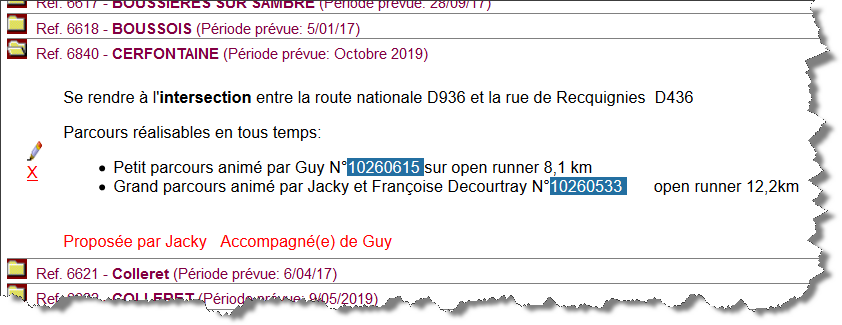 Ref. 6617 - BOUSSIERES SUR SAMBRE (Période prévue: 28/09/17)
Ref. 6618 - BOUSSOIS (Période prévue: 5/01/17)
Ref. 6840 - CERFONTAINE (Période prévue: Octobre 2019)
Se rendre à l'intersection entre la route nationale D936 et la rue de Recquignies D436
Parcours réalisables en tous temps:
• Petit parcours animé par Guy N°10260615 sur open runner 8,1 km
X
• Grand parcours animé par Jacky et Françoise Decourtray N°10260533 open runner 12,2km
Proposée par Jacky Accompagné(e) de Guy
Ref. 6621 - Colleret (Période prévue: 6/04/17)
COLLERET (Période prévue: 9/05/2019)